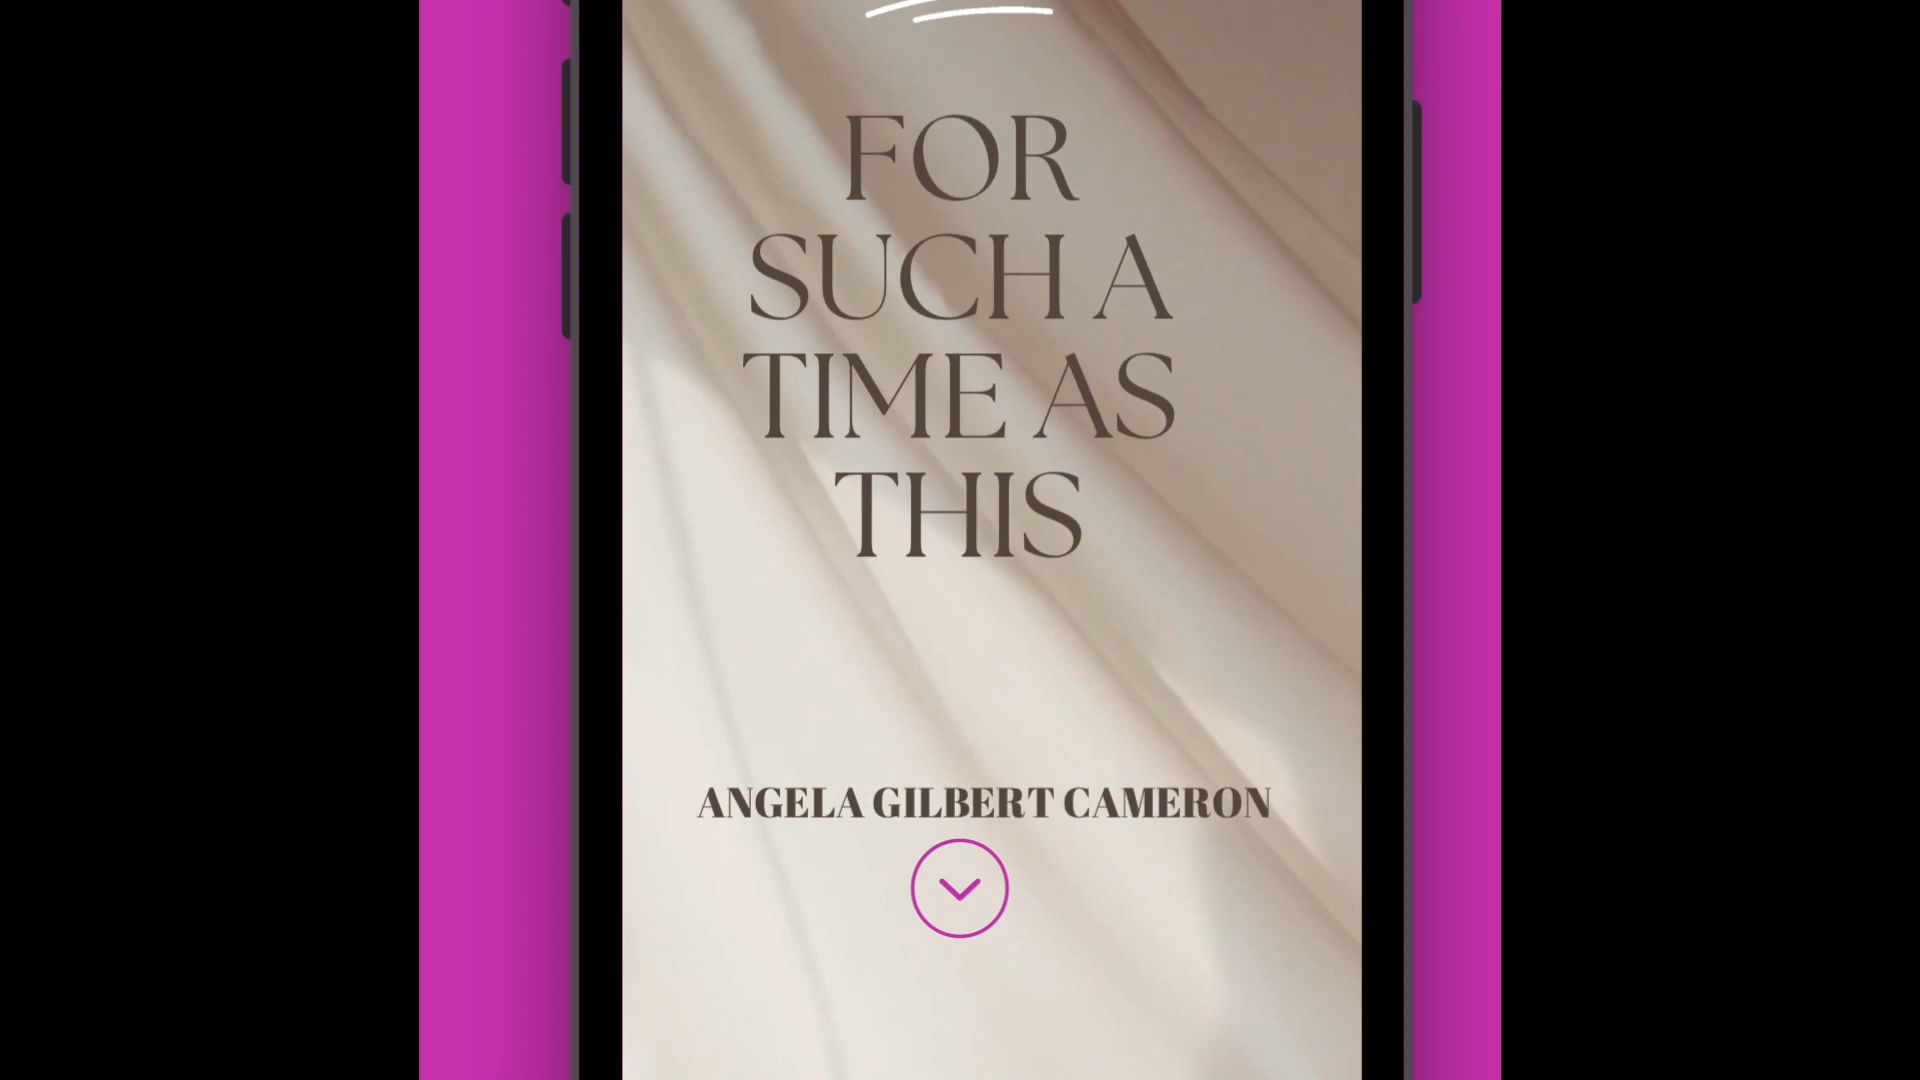 FOR
SUCH A
TIME AS
THIS
ANGELA GILBERT CAMERON